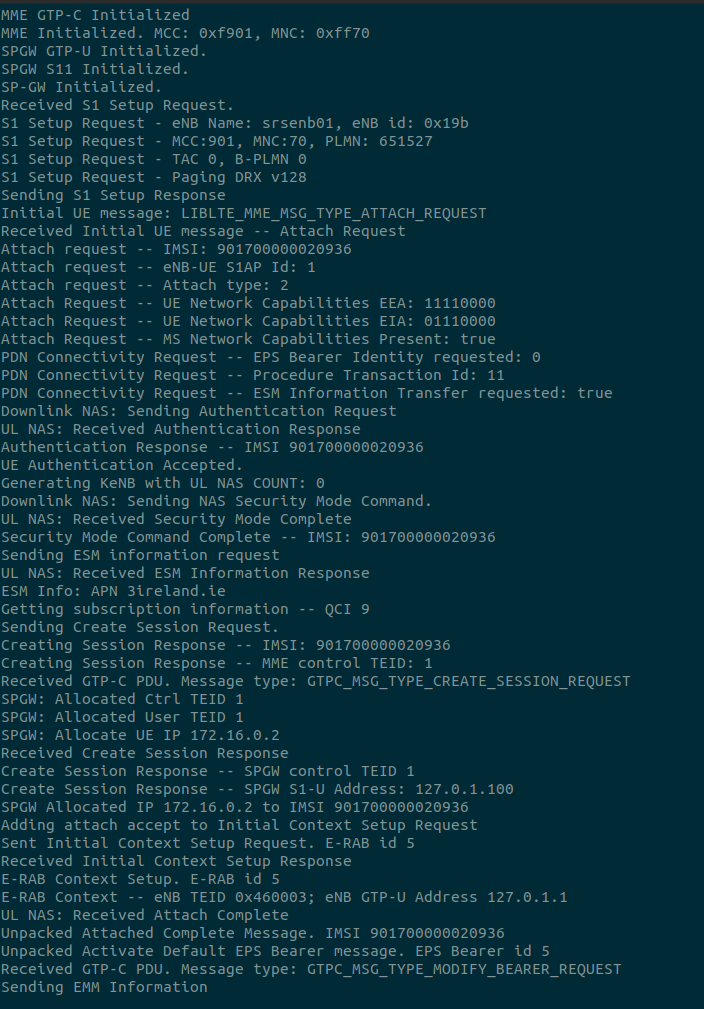 MME GTP-C Initialized
MME Initialized. MCC: 0xf901, MNC: 0xff70
SPGW GTP-U Initialized.
SPGW S11 Initialized.
SP-GW Initialized.
Received S1 Setup Request.
S1 Setup Request - eNB Name: srsenb01, eNB id: 0x19b
S1 Setup Request - MCC:901, MNC:70, PLMN: 651527
S1 Setup Request - TAC 0, B-PLMN 0
S1 Setup Request - Paging DRX v128
Sending S1 Setup Response
Initial UE message: LIBLTE_MME_MSG_TYPE_ATTACH_REQUEST
Received Initial UE message -- Attach Request
Attach request -- IMSI: 901700000020936
Attach request -- eNB-UE S1AP Id: 1
Attach request -- Attach type: 2
Attach Request -- UE Network Capabilities EEA: 11110000
Attach Request -- UE Network Capabilities EIA: 01110000
Attach Request -- MS Network Capabilities Present: true
PDN Connectivity Request -- EPS Bearer Identity requested: 0
PDN Connectivity Request -- Procedure Transaction Id: 11
PDN Connectivity Request -- ESM Information Transfer requested: true
Downlink NAS: Sending Authentication Request
UL NAS: Received Authentication Response
Authentication Response -- IMSI 901700000020936
UE Authentication Accepted.
Generating KeNB with UL NAS COUNT: 0
Downlink NAS: Sending NAS Security Mode Command.
UL NAS: Received Security Mode Complete
Security Mode Command Complete -- IMSI: 901700000020936
Sending ESM information request
UL NAS: Received ESM Information Response
ESM Info: APN 3ireland.ie
Getting subscription information -- QCI 9
Sending Create Session Request.
Creating Session Response -- IMSI: 901700000020936
Creating Session Response -- MME control TEID: 1
Received GTP-C PDU. Message type: GTPC_MSG_TYPE_CREATE_SESSION_REQUEST
SPGW: Allocated Ctrl TEID 1
SPGW: Allocated User TEID 1
SPGW: Allocate UE IP 172.16.0.2
Received Create Session Response
Create Session Response -- SPGW control TEID 1
Create Session Response -- SPGW S1-U Address: 127.0.1.100
SPGW Allocated IP 172.16.0.2 to IMSI 901700000020936
Adding attach accept to Initial Context Setup Request
Sent Initial Context Setup Request. E-RAB id 5
Received Initial Context Setup Response
E-RAB Context Setup. E-RAB id 5
E-RAB Context -- eNB TEID 0x460003; eNB GTP-U Address 127.0.1.1
UL NAS: Received Attach Complete
Unpacked Attached Complete Message. IMSI 901700000020936
Unpacked Activate Default EPS Bearer message. EPS Bearer id 5
Received GTP-C PDU. Message type: GTPC_MSG_TYPE_MODIFY_BEARER_REQUEST
Sending EMM Information